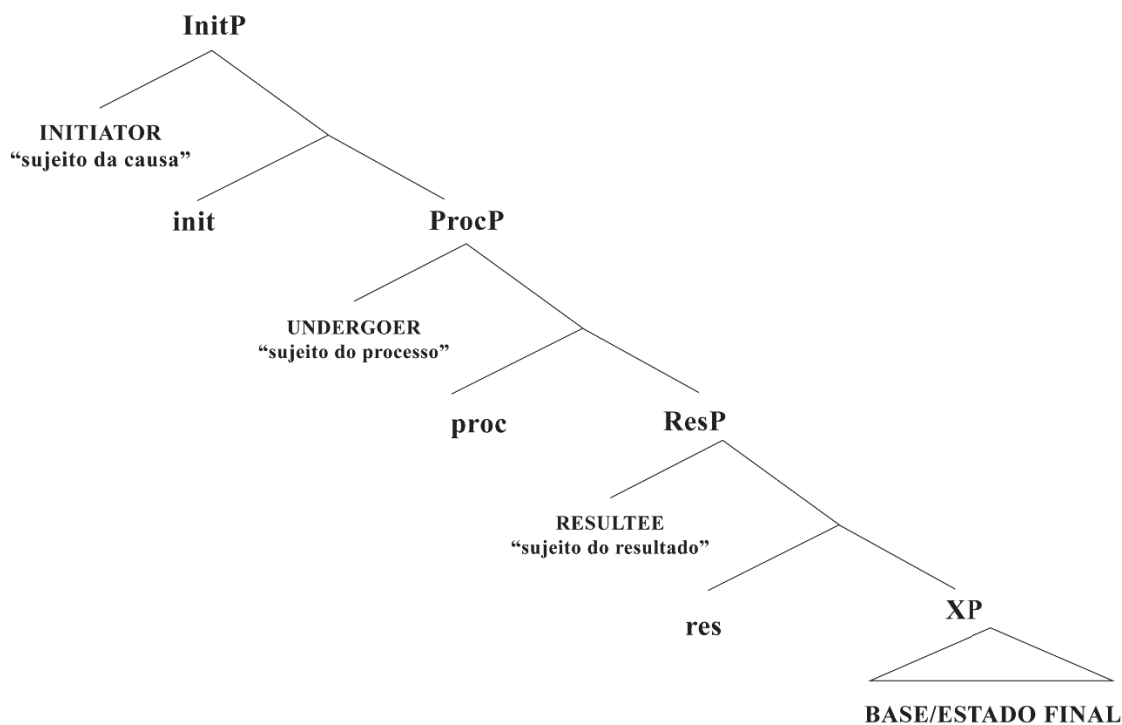 InitP
INITIATOR
“sujeito da causa”
init
ProcP
UNDERGOER
“sujeito do processo”
proc
ResP
RESULTEE
“sujeito do resultado”
res
XP
BASE/ESTADO FINAL